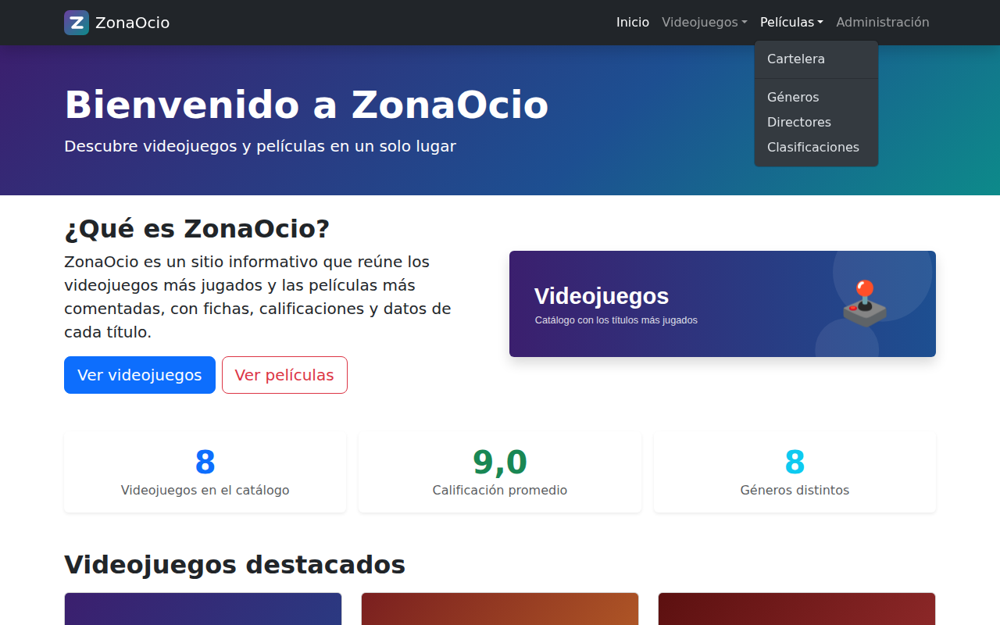 ZonaOcio
Inicio
Videojuegos
Películas
Administración
Cartelera
Géneros
Directores
Clasificaciones
Bienvenido a ZonaOcio
Descubre videojuegos y películas en un solo lugar
¿Qué es ZonaOcio?
ZonaOcio es un sitio informativo que reúne los
videojuegos más jugados y las películas más
comentadas, con fichas, calificaciones y datos de
cada título.
Ver videojuegos
Ver películas
Videojuegos
Catálogo con los títulos más jugados
8
Videojuegos en el catálogo
9,0
Calificación promedio
8
Géneros distintos
Videojuegos destacados